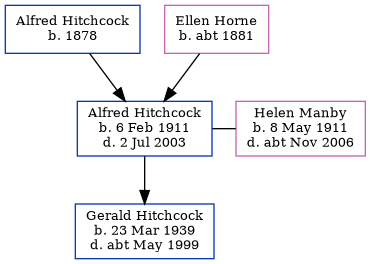 Alfred Hitchcock
b. 1878
Ellen Horne
b. abt 1881
Alfred Hitchcock
b. 6 Feb 1911
d. 2 Jul 2003
Helen Manby
b. 8 May 1911
d. abt Nov 2006
Gerald Hitchcock
b. 23 Mar 1939
d. abt May 1999